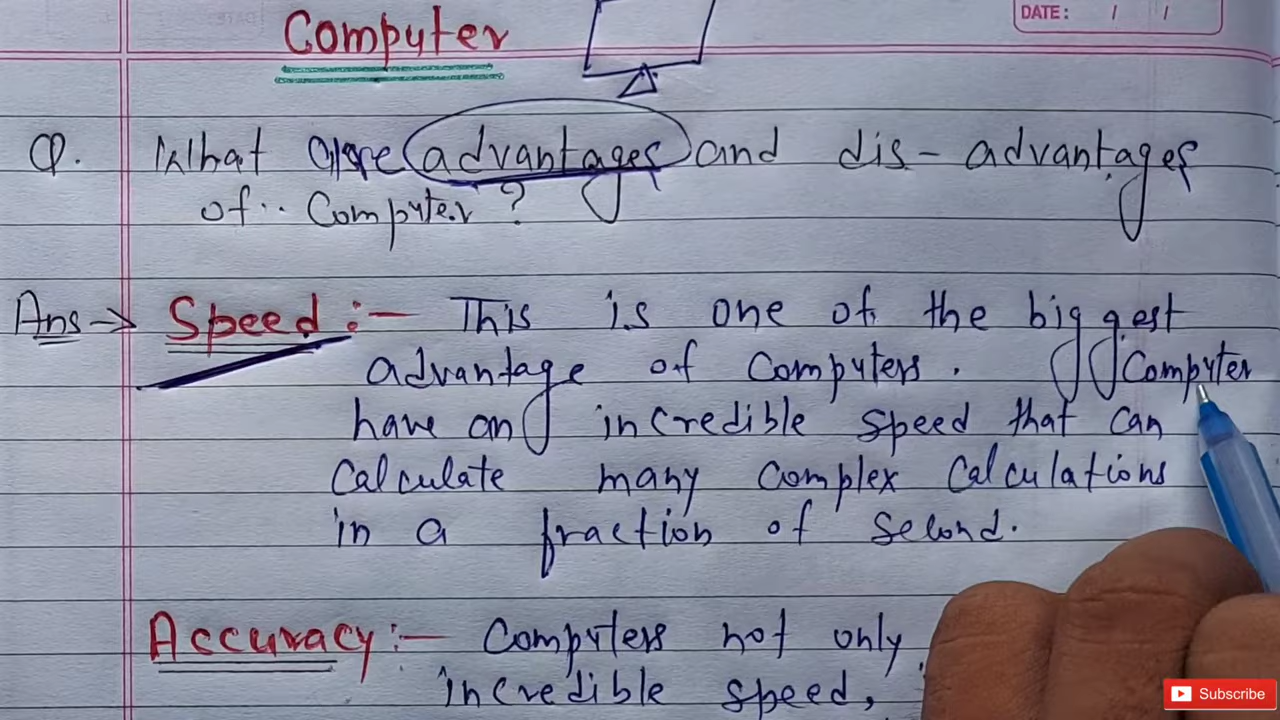 Computer
DATE: / /
Q. What are advantages and dis-advantages
of Computer?
Ans→ Speed:- This is one of the biggest
advantage of computers. Computer
have an incredible speed that can
Calculate many complex calculations
in a fraction of second.
Accuracy:- Computers not only
incredible speed,
Subscribe